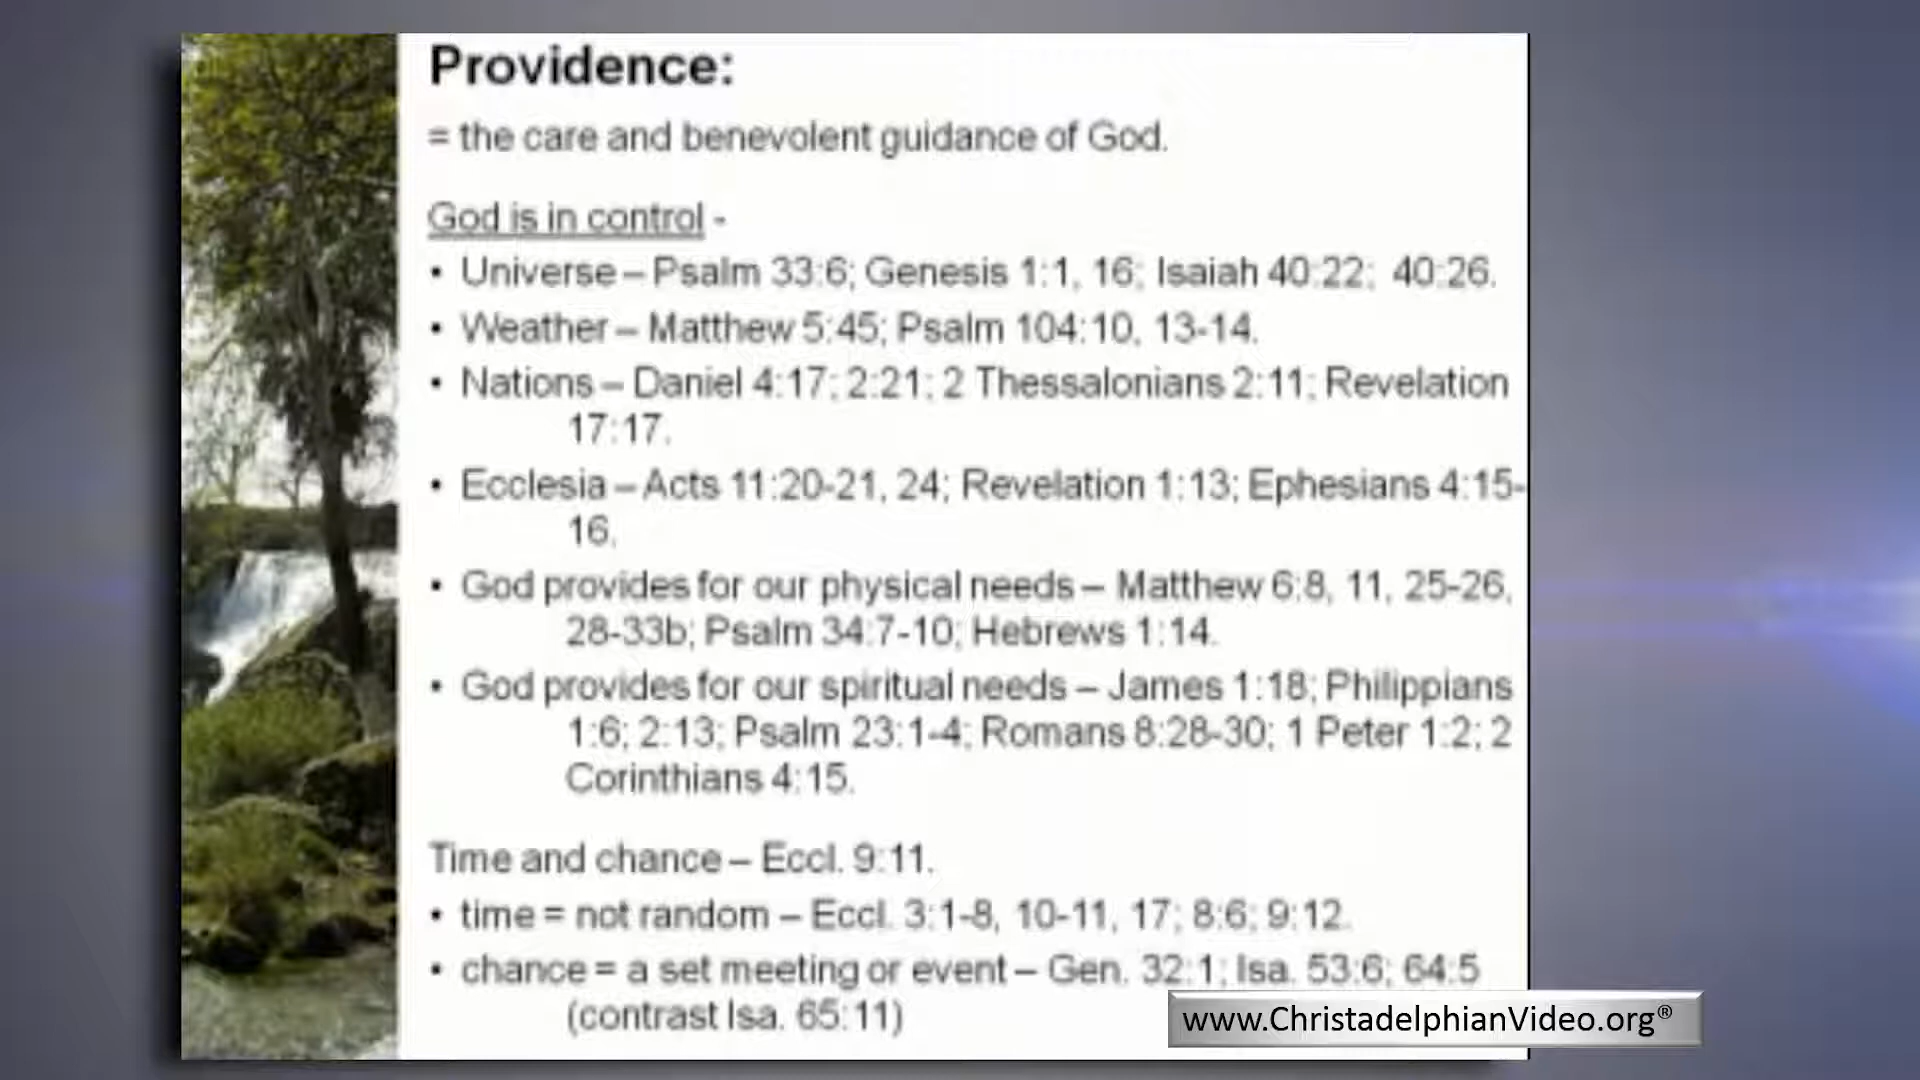 Providence:
= the care and benevolent guidance of God.
God is in control -
• Universe – Psalm 33:6; Genesis 1:1, 16; Isaiah 40:22; 40:26.
• Weather – Matthew 5:45; Psalm 104:10, 13-14.
• Nations – Daniel 4:17; 2:21; 2 Thessalonians 2:11; Revelation
17:17.
• Ecclesia – Acts 11:20-21, 24; Revelation 1:13; Ephesians 4:15-
16.
• God provides for our physical needs – Matthew 6:8, 11, 25-26,
28-33b; Psalm 34:7-10; Hebrews 1:14.
• God provides for our spiritual needs – James 1:18; Philippians
1:6; 2:13; Psalm 23:1-4; Romans 8:28-30; 1 Peter 1:2; 2
Corinthians 4:15.
Time and chance – Eccl. 9:11.
• time = not random – Eccl. 3:1-8, 10-11, 17; 8:6; 9:12.
• chance = a set meeting or event – Gen. 32:1; Isa. 53:6; 64:5
(contrast Isa. 65:11)
www.ChristadelphianVideo.org®